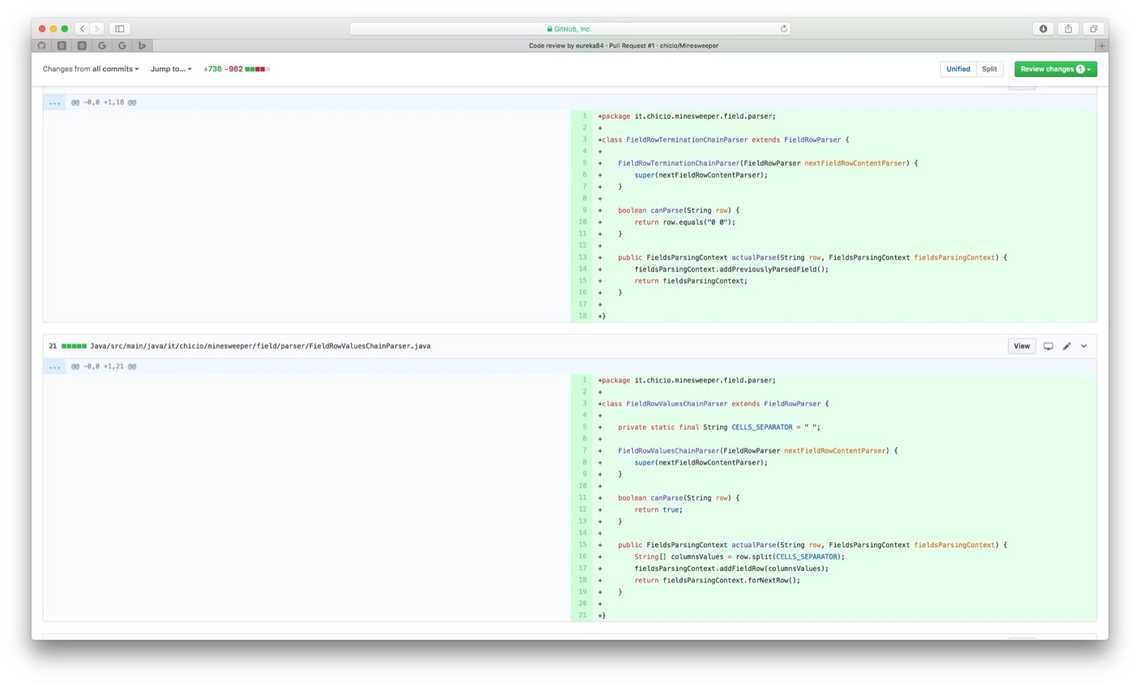 GitHub, Inc.
Code review by eureka84 · Pull Request #1 · chicio/Minesweeper
Changes from all commits Jump to... +736 −962 Unified Split Review changes 1
... @@ -0,0 +1,18 @@
1 +package it.chicio.minesweeper.field.parser;
2 +
3 +class FieldRowTerminationChainParser extends FieldRowParser {
4 +
5 + FieldRowTerminationChainParser(FieldRowParser nextFieldRowContentParser) {
6 + super(nextFieldRowContentParser);
7 + }
8 +
9 + boolean canParse(String row) {
10 + return row.equals("0 0");
11 + }
12 +
13 + public FieldsParsingContext actualParse(String row, FieldsParsingContext fieldsParsingContext) {
14 + fieldsParsingContext.addPreviouslyParsedField();
15 + return fieldsParsingContext;
16 + }
17 +
18 +}
21 Java/src/main/java/it/chicio/minesweeper/field/parser/FieldRowValuesChainParser.java View
... @@ -0,0 +1,21 @@
1 +package it.chicio.minesweeper.field.parser;
2 +
3 +class FieldRowValuesChainParser extends FieldRowParser {
4 +
5 + private static final String CELLS_SEPARATOR = " ";
6 +
7 + FieldRowValuesChainParser(FieldRowParser nextFieldRowContentParser) {
8 + super(nextFieldRowContentParser);
9 + }
10 +
11 + boolean canParse(String row) {
12 + return true;
13 + }
14 +
15 + public FieldsParsingContext actualParse(String row, FieldsParsingContext fieldsParsingContext) {
16 + String[] columnsValues = row.split(CELLS_SEPARATOR);
17 + fieldsParsingContext.addFieldRow(columnsValues);
18 + return fieldsParsingContext.forNextRow();
19 + }
20 +
21 +}